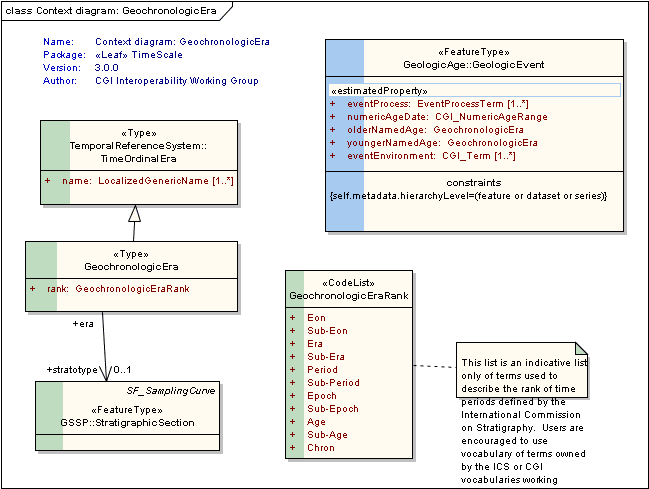 class Context diagram: GeochronologicEra
Name: Context diagram: GeochronologicEra
Package: «Leaf» TimeScale
Version: 3.0.0
Author: CGI Interoperability Working Group
«FeatureType»
GeologicAge::GeologicEvent
«estimatedProperty»
+ eventProcess: EventProcessTerm [1..*]
+ numericAgeDate: CGI_NumericAgeRange
+ olderNamedAge: GeochronologicEra
+ youngerNamedAge: GeochronologicEra
+ eventEnvironment: CGI_Term [1..*]
constraints
{self.metadata.hierarchyLevel=(feature or dataset or series)}
«Type»
TemporalReferenceSystem::
TimeOrdinalEra
+ name: LocalizedGenericName [1..*]
«Type»
GeochronologicEra
+ rank: GeochronologicEraRank
+era
+stratotype
0..1
SF_SamplingCurve
«FeatureType»
GSSP::StratigraphicSection
«CodeList»
GeochronologicEraRank
+ Eon
+ Sub-Eon
+ Era
+ Sub-Era
+ Period
+ Sub-Period
+ Epoch
+ Sub-Epoch
+ Age
+ Sub-Age
+ Chron
This list is an indicative list
only of terms used to
describe the rank of time
periods defined by the
International Commission
on Stratigraphy. Users are
encouraged to use
vocabulary of terms owned
by the ICS or CGI
vocabularies working